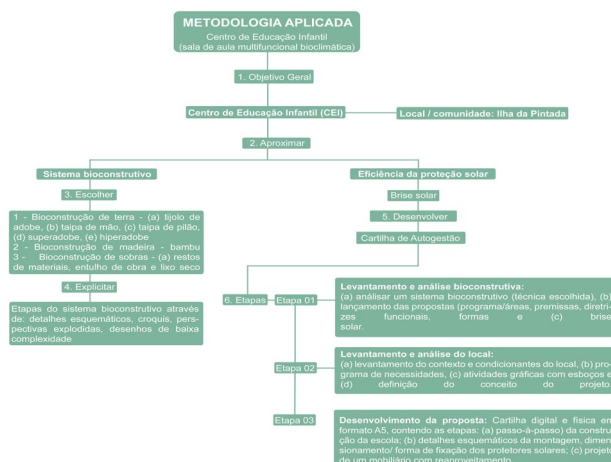 METODOLOGIA APLICADA
Centro de Educação Infantil
(sala de aula multifuncional bioclimática)
1. Objetivo Geral
Centro de Educação Infantil (CEI)
Local / comunidade: Ilha da Pintada
2. Aproximar
Sistema bioconstrutivo
3. Escolher
1 - Bioconstrução de terra - (a) tijolo de
adobe, (b) taipa de mão, (c) taipa de pilão,
(d) superadobe, (e) hiperadobe
2 - Bioconstrução de madeira - bambu
3 - Bioconstrução de sobras - (a) restos
de materiais, entulho de obra e lixo seco
4. Explicitar
Etapas do sistema bioconstrutivo através
de: detalhes esquemáticos, croquis, pers-
pectivas explodidas, desenhos de baixa
complexidade
Eficiência da proteção solar
Brise solar
5. Desenvolver
Cartilha de Autogestão
6. Etapas
Etapa 01
Levantamento e análise bioconstrutiva:
(a) análisar um sistema bioconstrutivo (técnica escolhida), (b)
lançamento das propostas (programa/áreas, premissas, diretri-
zes funcionais, formas e (c) brise
solar.
Etapa 02
Levantamento e análise do local:
(a) levantamento do contexto e condicionantes do local, (b) pro-
grama de necessidades, (c) atividades gráficas com esboços e
(d) definição do conceito do projeto.
Etapa 03
Desenvolvimento da proposta: Cartilha digital e física em
formato A5, contendo as etapas: (a) passo-à-passo) da constru-
ção da escola; (b) detalhes esquemáticos da montagem, dimen-
sionamento/ forma de fixação dos protetores solares; (c) projeto
de um mobiliário com reaproveitamento